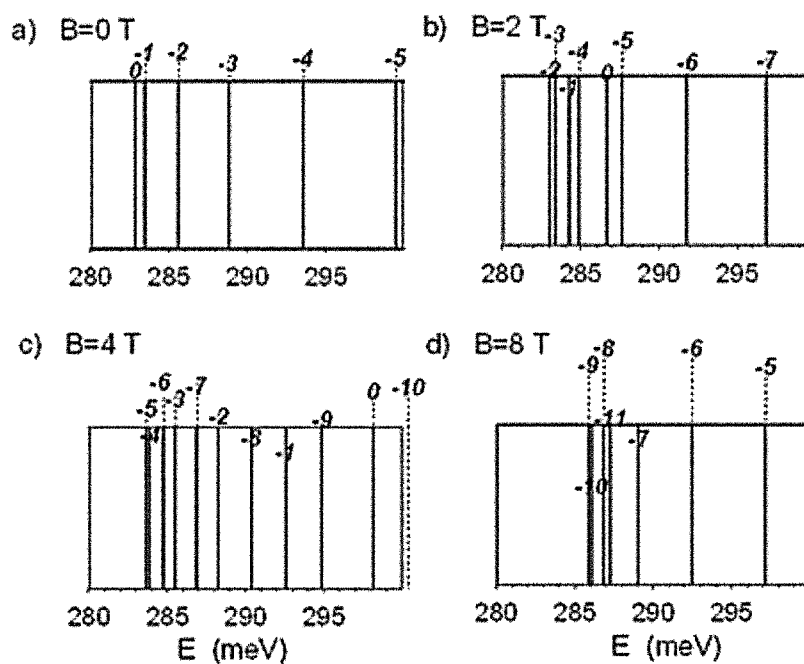 a) B=0 T
0 -1 -2 -3 -4 -5
280 285 290 295
b) B=2 T
-3 -2 -1 -4 0 -5 -6 -7
280 285 290 295
c) B=4 T
-5 -4 -6 -3 -7 -2 -8 -1 -9 0 -10
280 285 290 295
E (meV)
d) B=8 T
-9 -10 -8 -11 -7 -6 -5
280 285 290 295
E (meV)